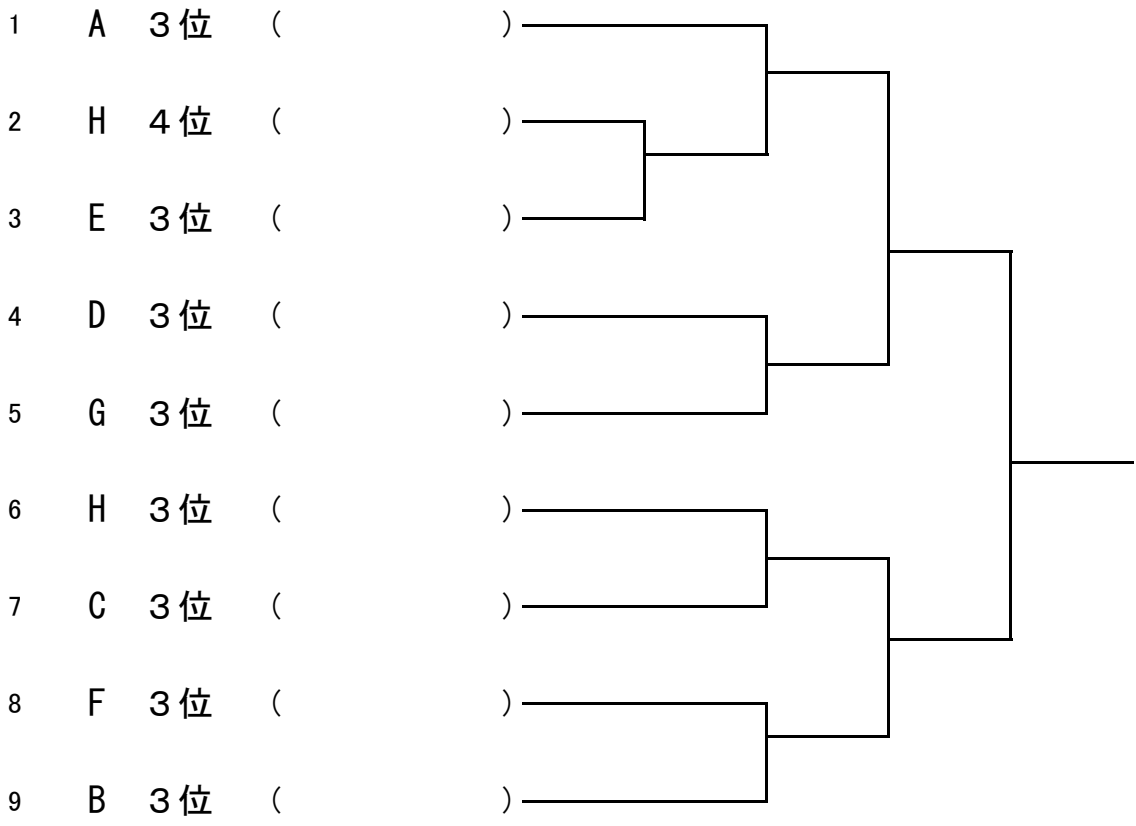 1 A ３位 （ ）
2 H ４位 （ ）
3 E ３位 （ ）
4 D ３位 （ ）
5 G ３位 （ ）
6 H ３位 （ ）
7 C ３位 （ ）
8 F ３位 （ ）
9 B ３位 （ ）